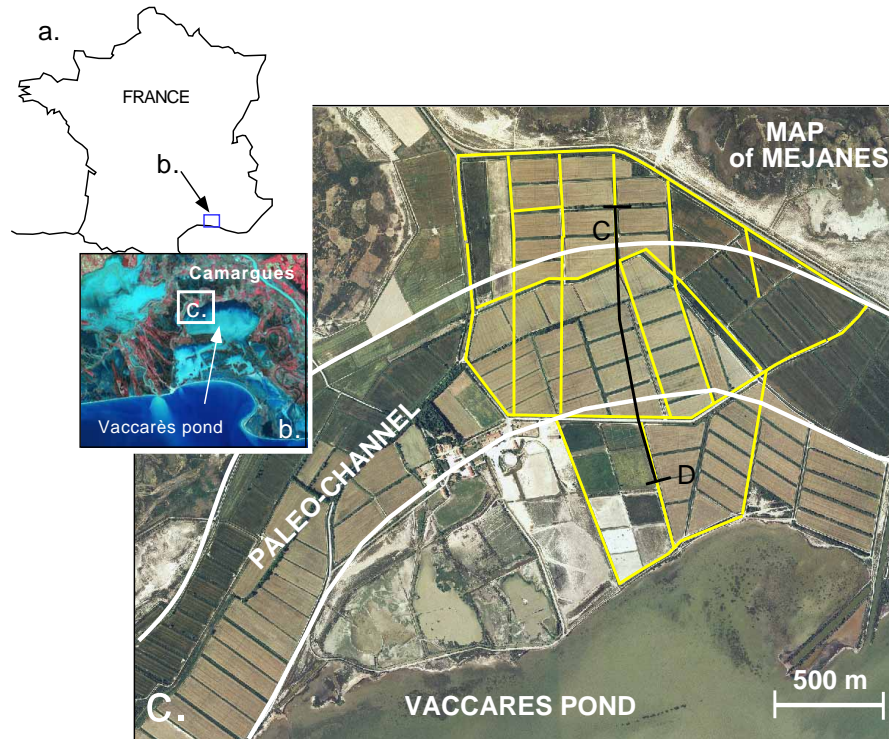 a.
FRANCE
b.
MAP
of MEJANES
C
Camargues
c.
Vaccarès pond
b.
PALEO-CHANNEL
D
c.
VACCARES POND
500 m